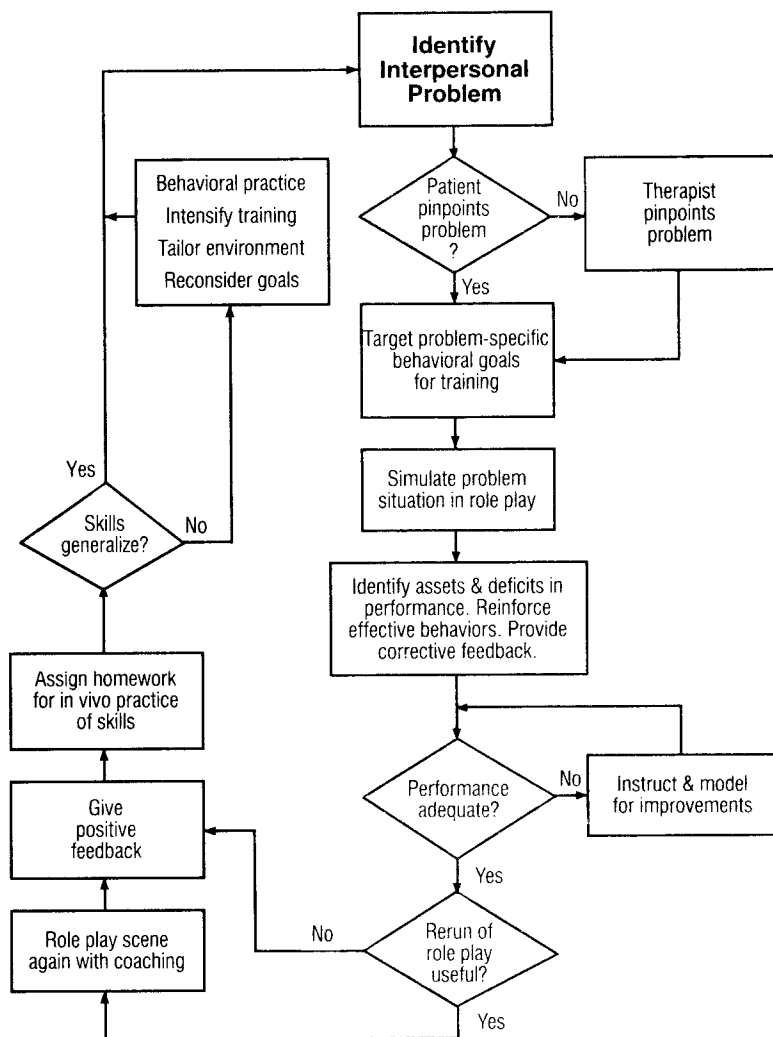 Identify
Interpersonal
Problem
Patient
pinpoints
problem
?
No
Therapist
pinpoints
problem
Yes
Target problem-specific
behavioral goals
for training
Simulate problem
situation in role play
Identify assets & deficits in
performance. Reinforce
effective behaviors. Provide
corrective feedback.
Performance
adequate?
No
Instruct & model
for improvements
Yes
Rerun of
role play
useful?
No
Yes
Role play scene
again with coaching
Give
positive
feedback
Assign homework
for in vivo practice
of skills
Skills
generalize?
Yes
No
Behavioral practice
Intensify training
Tailor environment
Reconsider goals